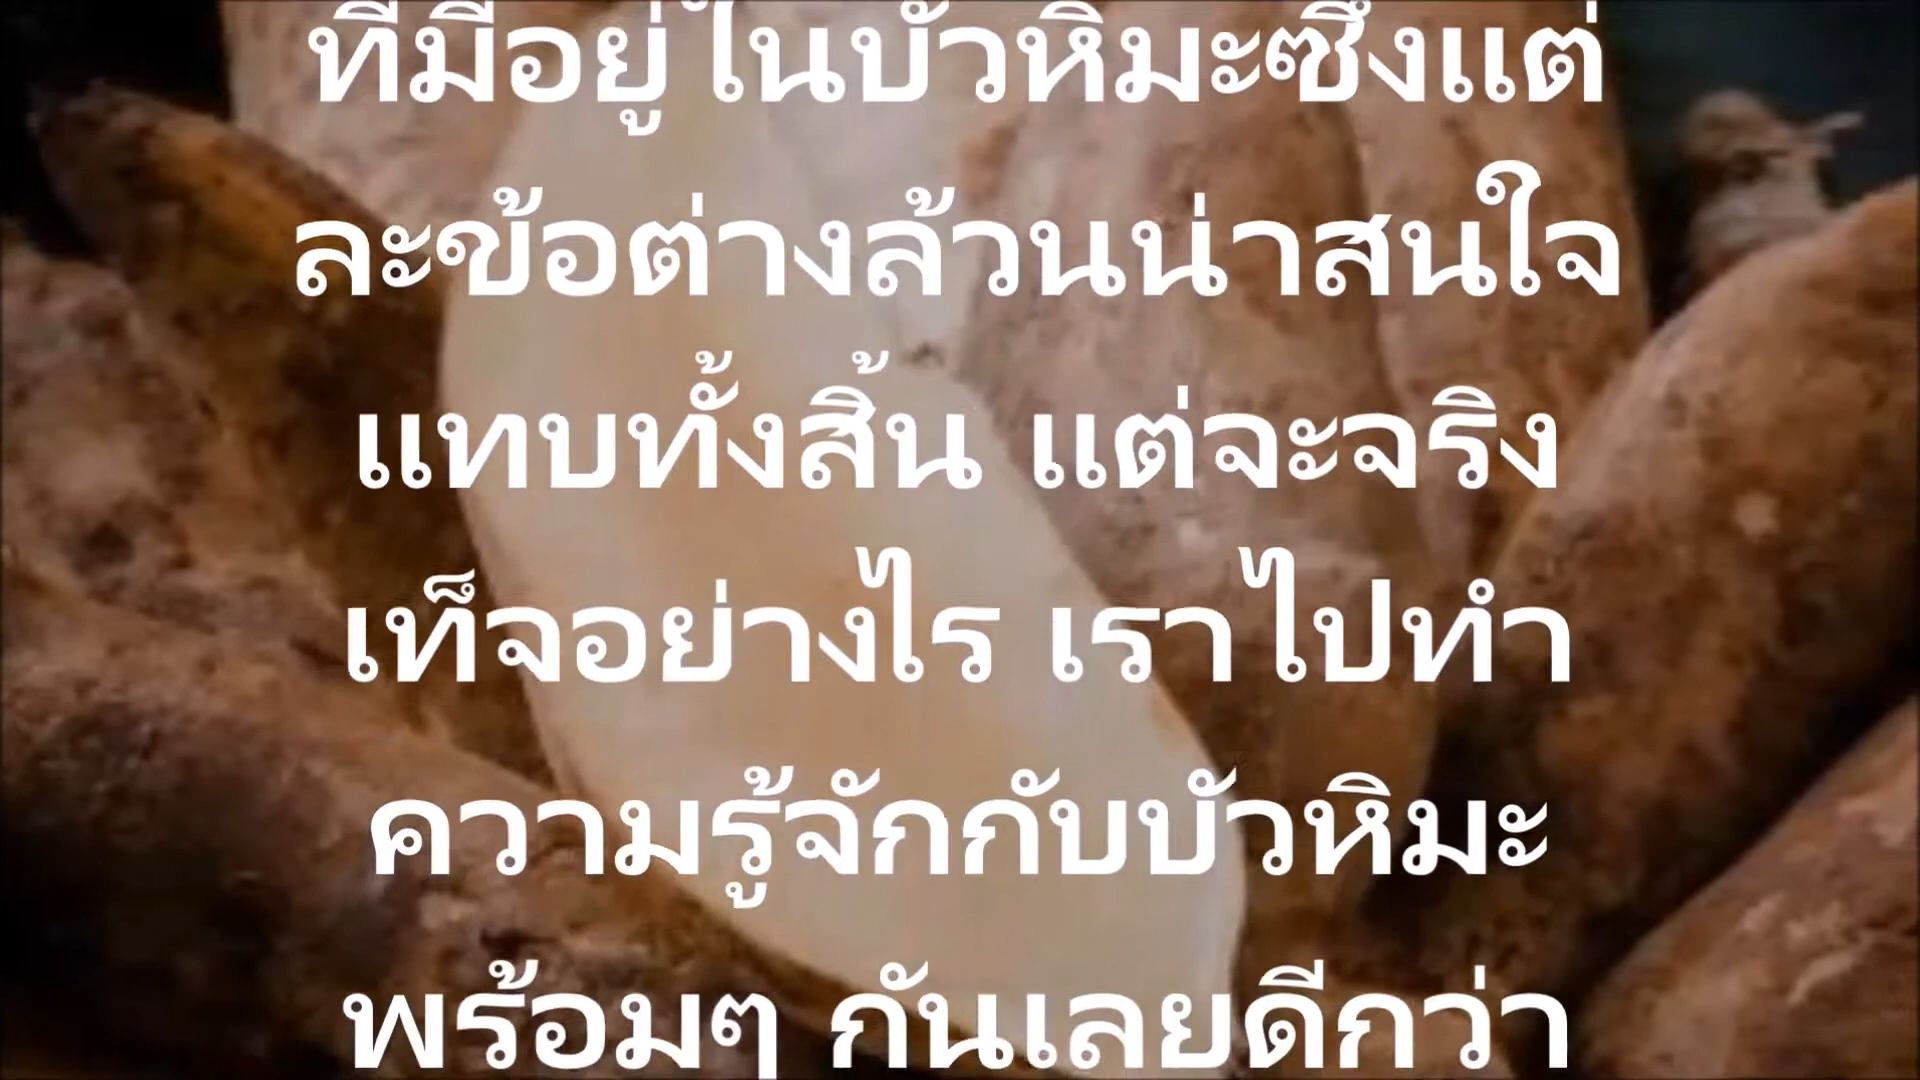 ที่มีอยู่ในบัวหิมะซึ่งแต่
ละข้อต่างล้วนน่าสนใจ
แทบทั้งสิ้น แต่จะจริง
เท็จอย่างไร เราไปทำ
ความรู้จักกับบัวหิมะ
พร้อมๆ กันเลยดีกว่า